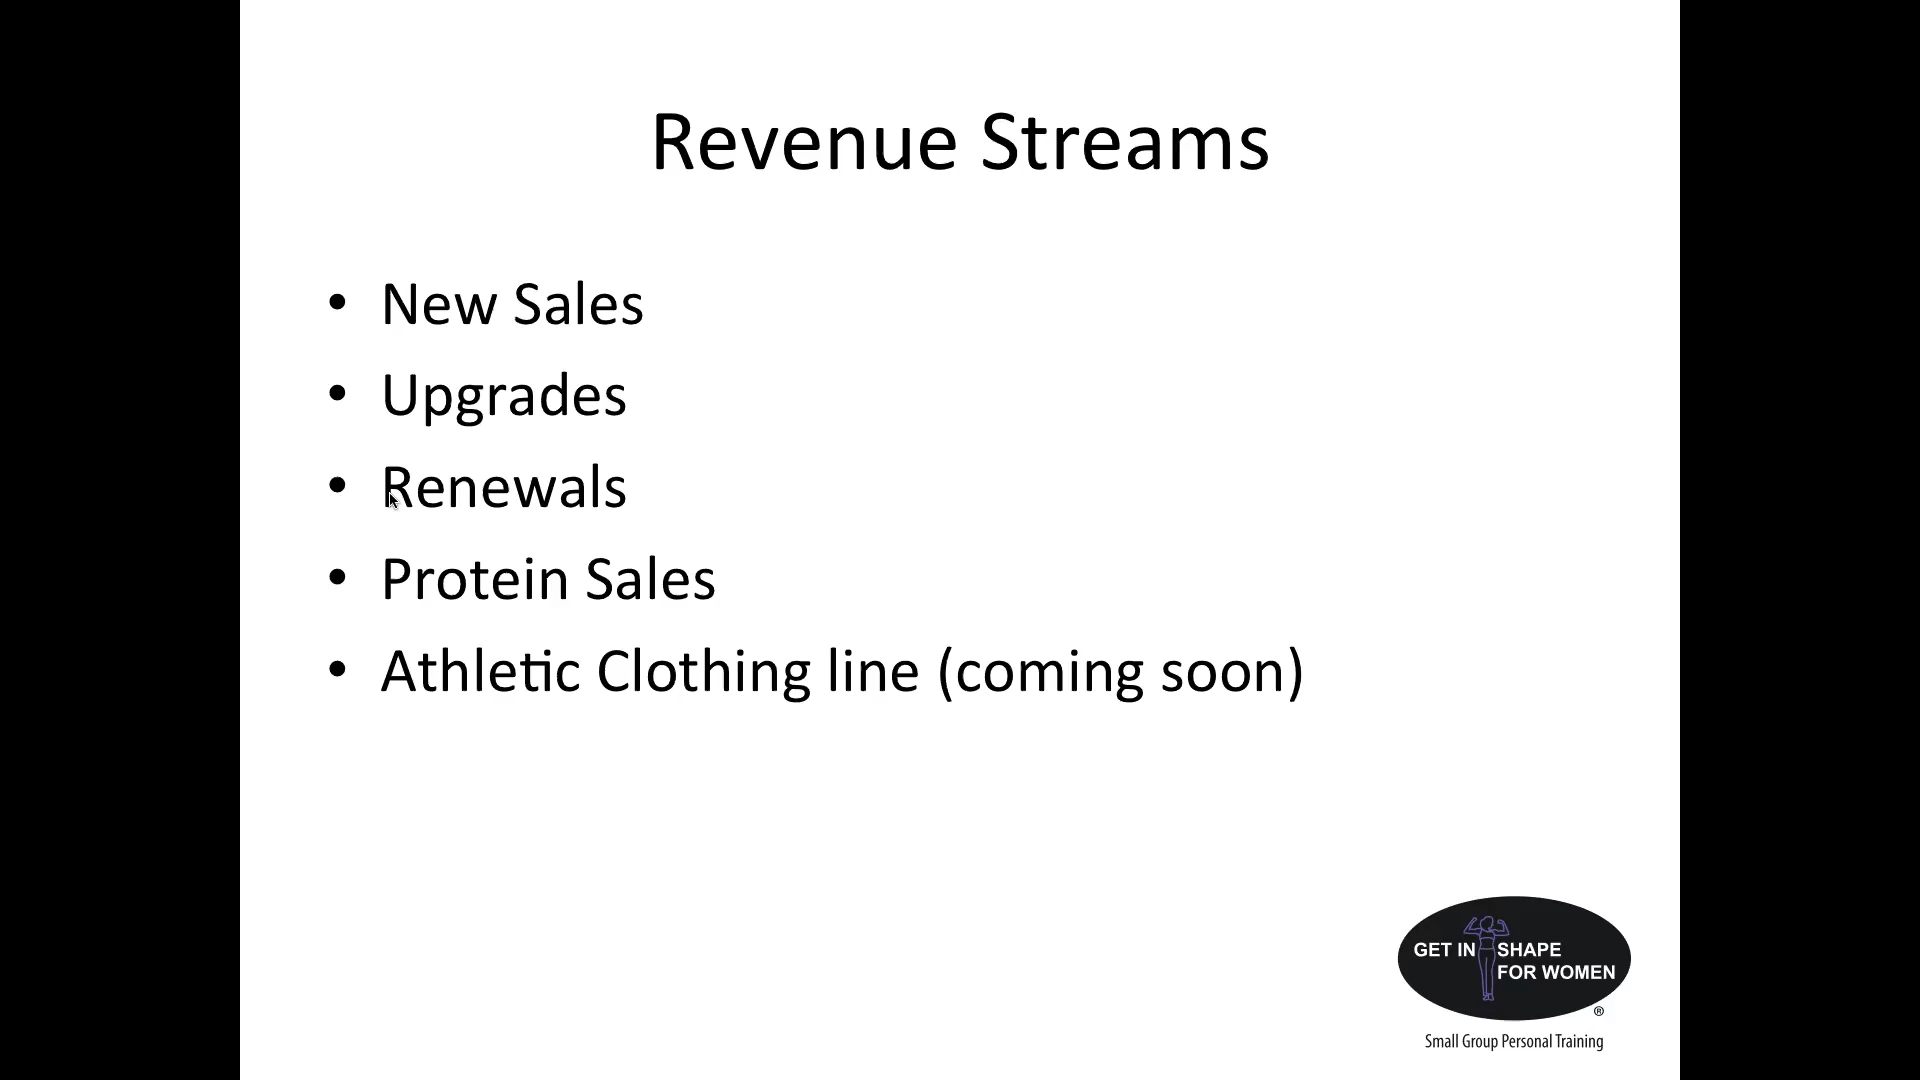 Revenue Streams
• New Sales
• Upgrades
• Renewals
• Protein Sales
• Athletic Clothing line (coming soon)
GET IN SHAPE
FOR WOMEN
®
Small Group Personal Training